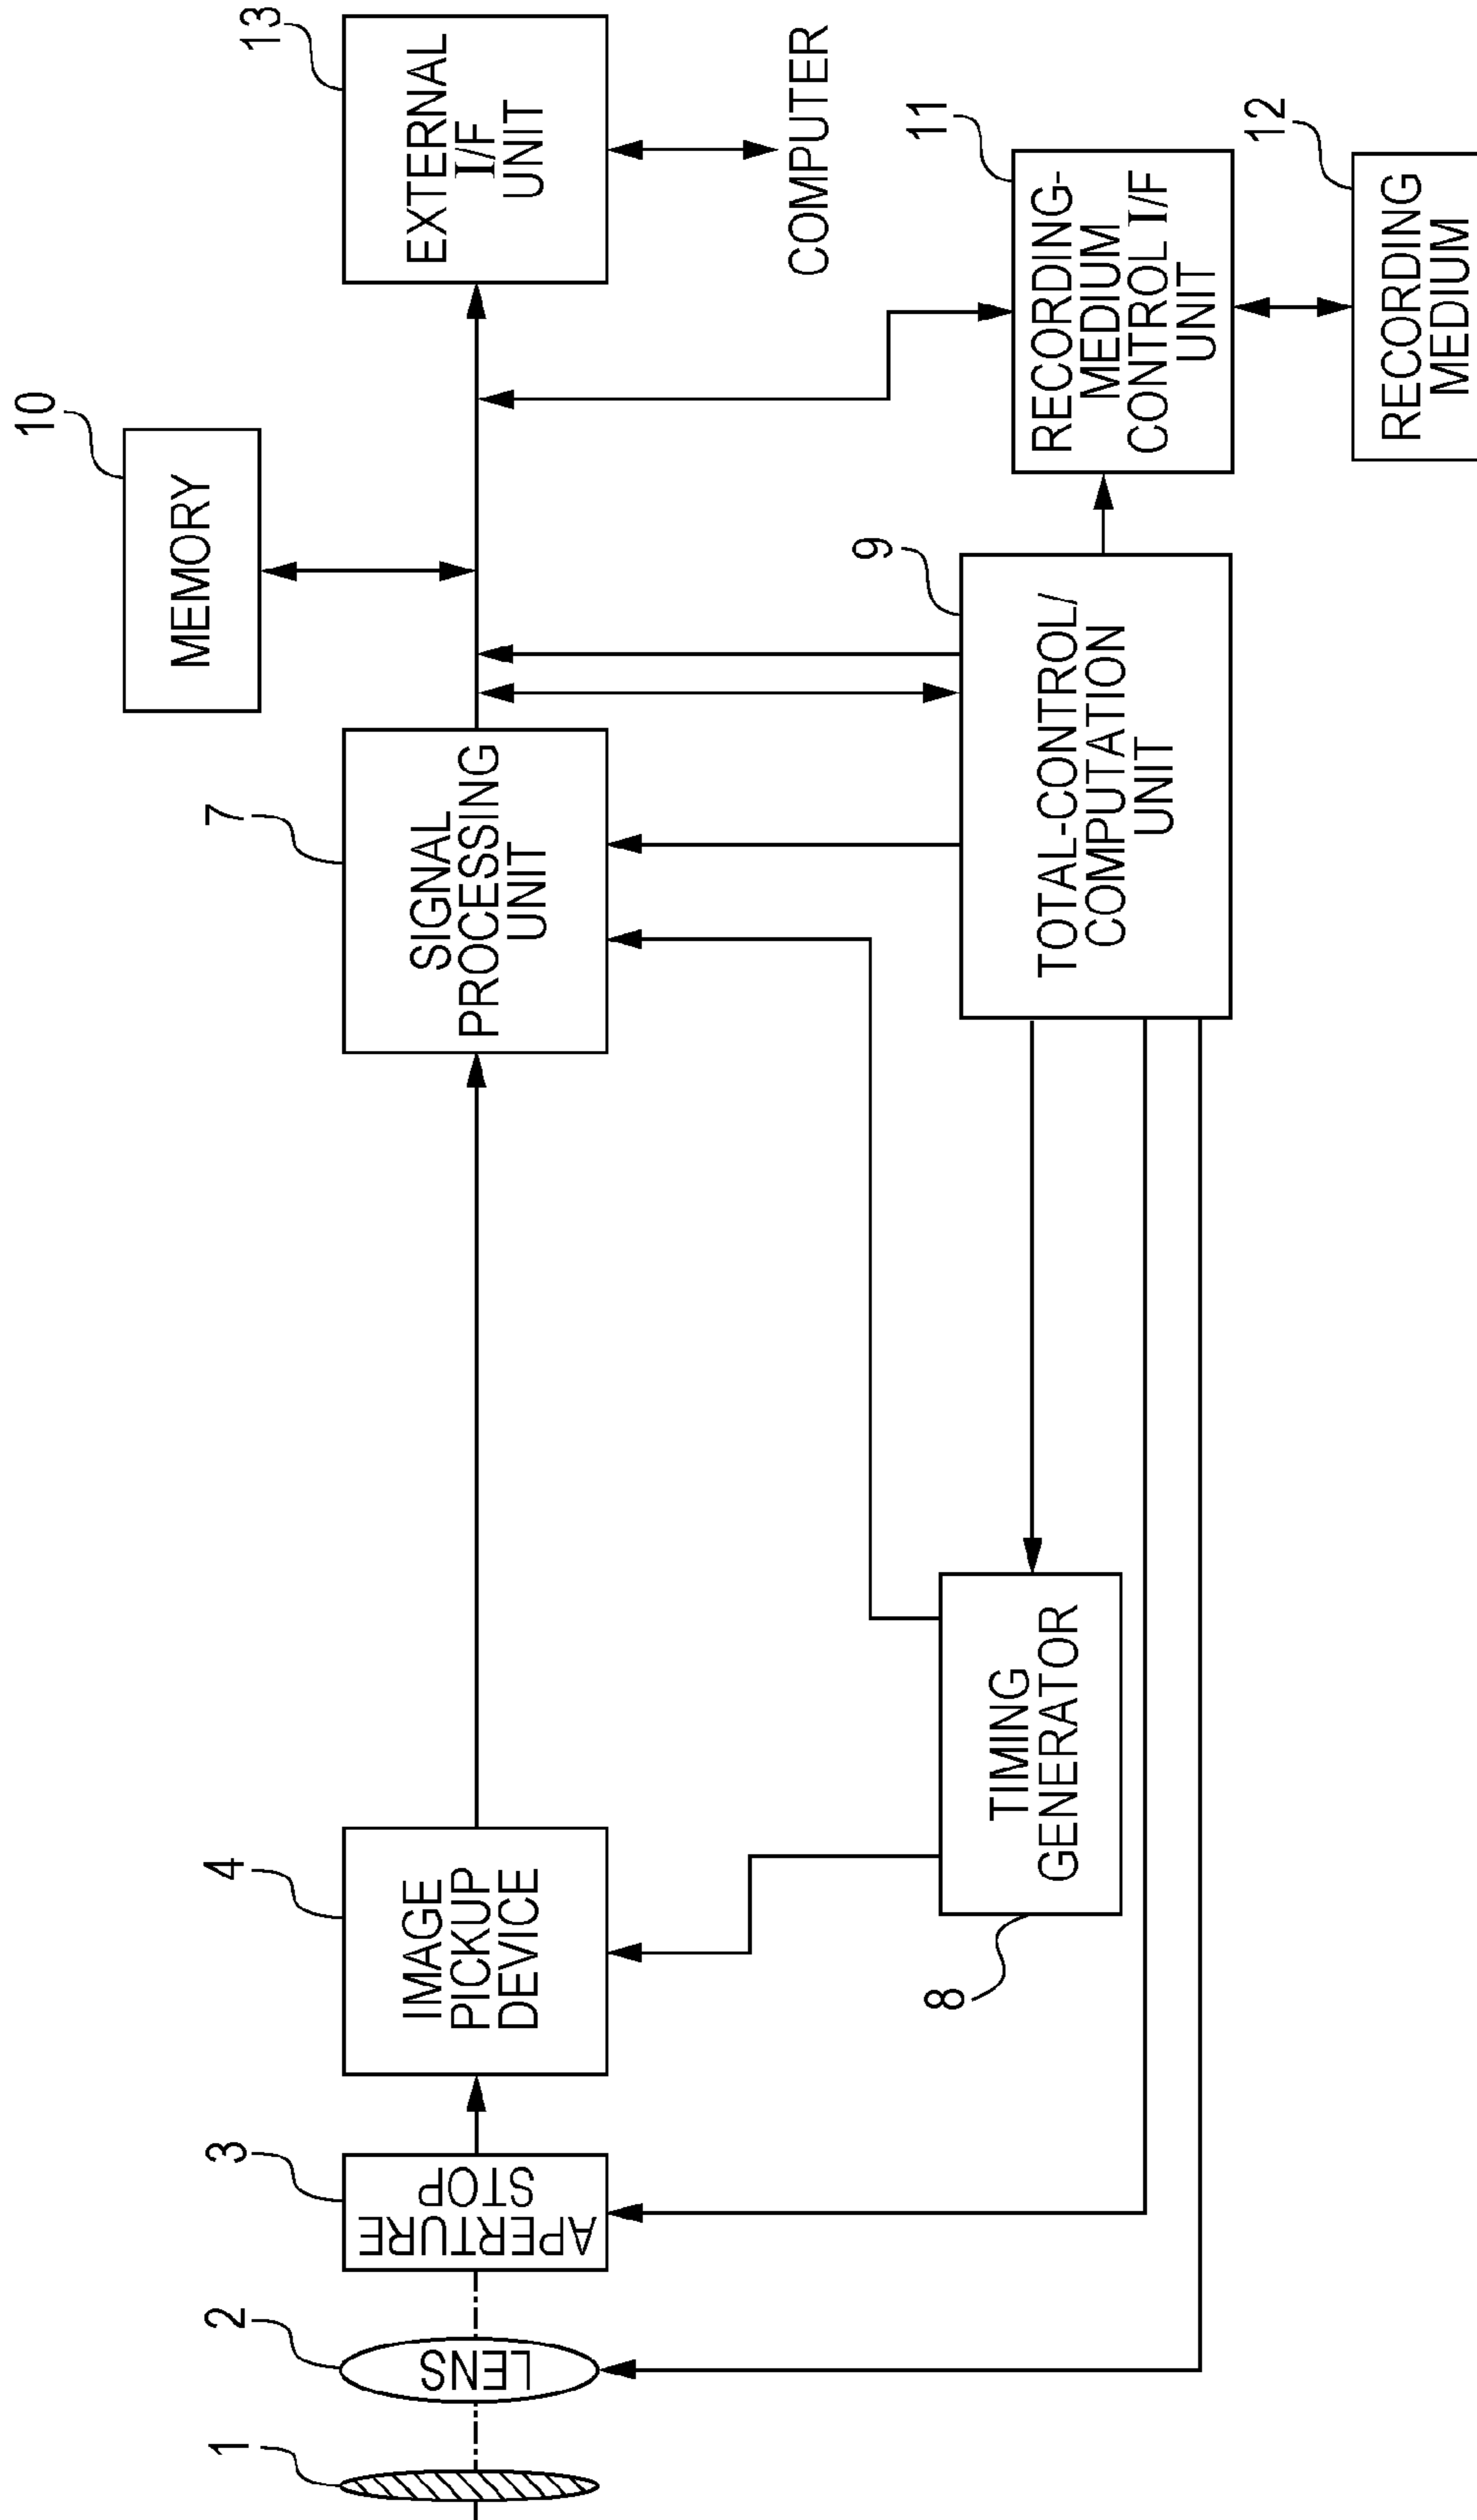 1
2
LENS
3
APERTURE
STOP
4
IMAGE
PICKUP
DEVICE
7
SIGNAL
PROCESSING
UNIT
10
MEMORY
13
EXTERNAL
I/F
UNIT
COMPUTER
8
TIMING
GENERATOR
9
TOTAL-CONTROL/
COMPUTATION
UNIT
11
RECORDING-
MEDIUM
CONTROL I/F
UNIT
12
RECORDING
MEDIUM